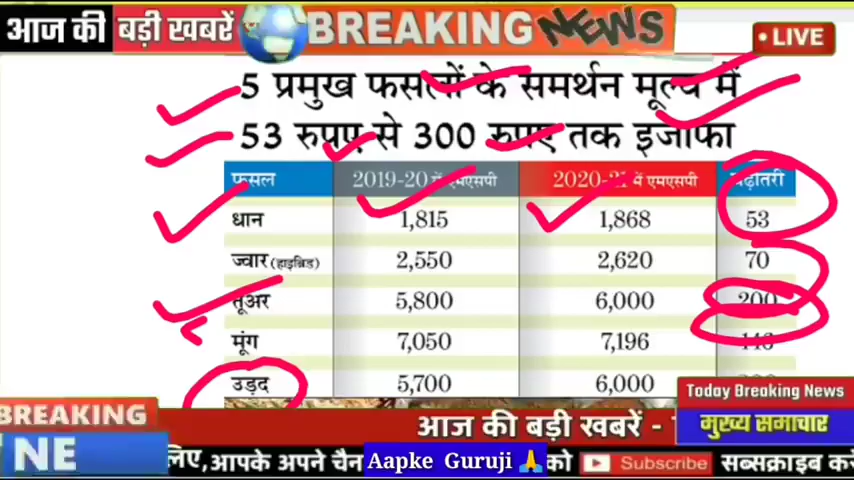 आज की बड़ी खबरें BREAKING NEWS • LIVE
5 प्रमुख फसलों के समर्थन मूल्य में
53 रुपए से 300 रुपए तक इजाफा
फसल 2019-20 में एमएसपी 2020-21 में एमएसपी बढ़ोतरी
धान 1,815 1,868 53
ज्वार (हाइब्रिड) 2,550 2,620 70
तूअर 5,800 6,000 200
मूंग 7,050 7,196 146
उड़द 5,700 6,000
Today Breaking News
BREAKING आज की बड़ी खबरें - मुख्य समाचार
NE लिए, आपके अपने चैन Aapke Guruji 🙏 को Subscribe सब्सक्राइब करे